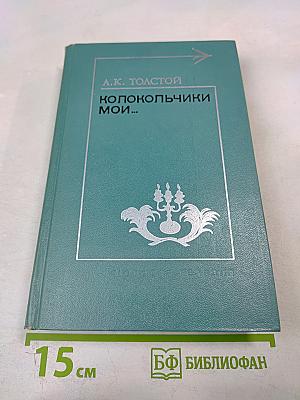 А.К. ТОЛСТОЙ
КОЛОКОЛЬЧИКИ
МОИ...
15 см
БФ БИБЛИОФАН